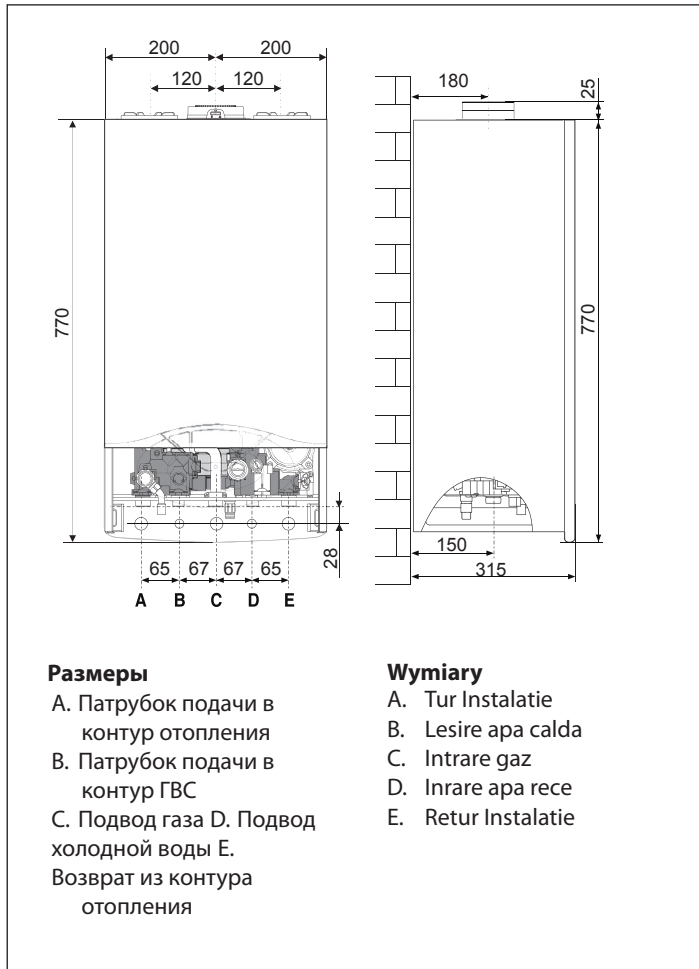 200 200
120 120
180
25
770
770
28
150
315
65 67 67 65
A B C D E
Размеры
A. Патрубок подачи в
контур отопления
B. Патрубок подачи в
контур ГВС
C. Подвод газа D. Подвод
холодной воды E.
Возврат из контура
отопления
Wymiary
A. Tur Instalatie
B. Lesire apa calda
C. Intrare gaz
D. Inrare apa rece
E. Retur Instalatie